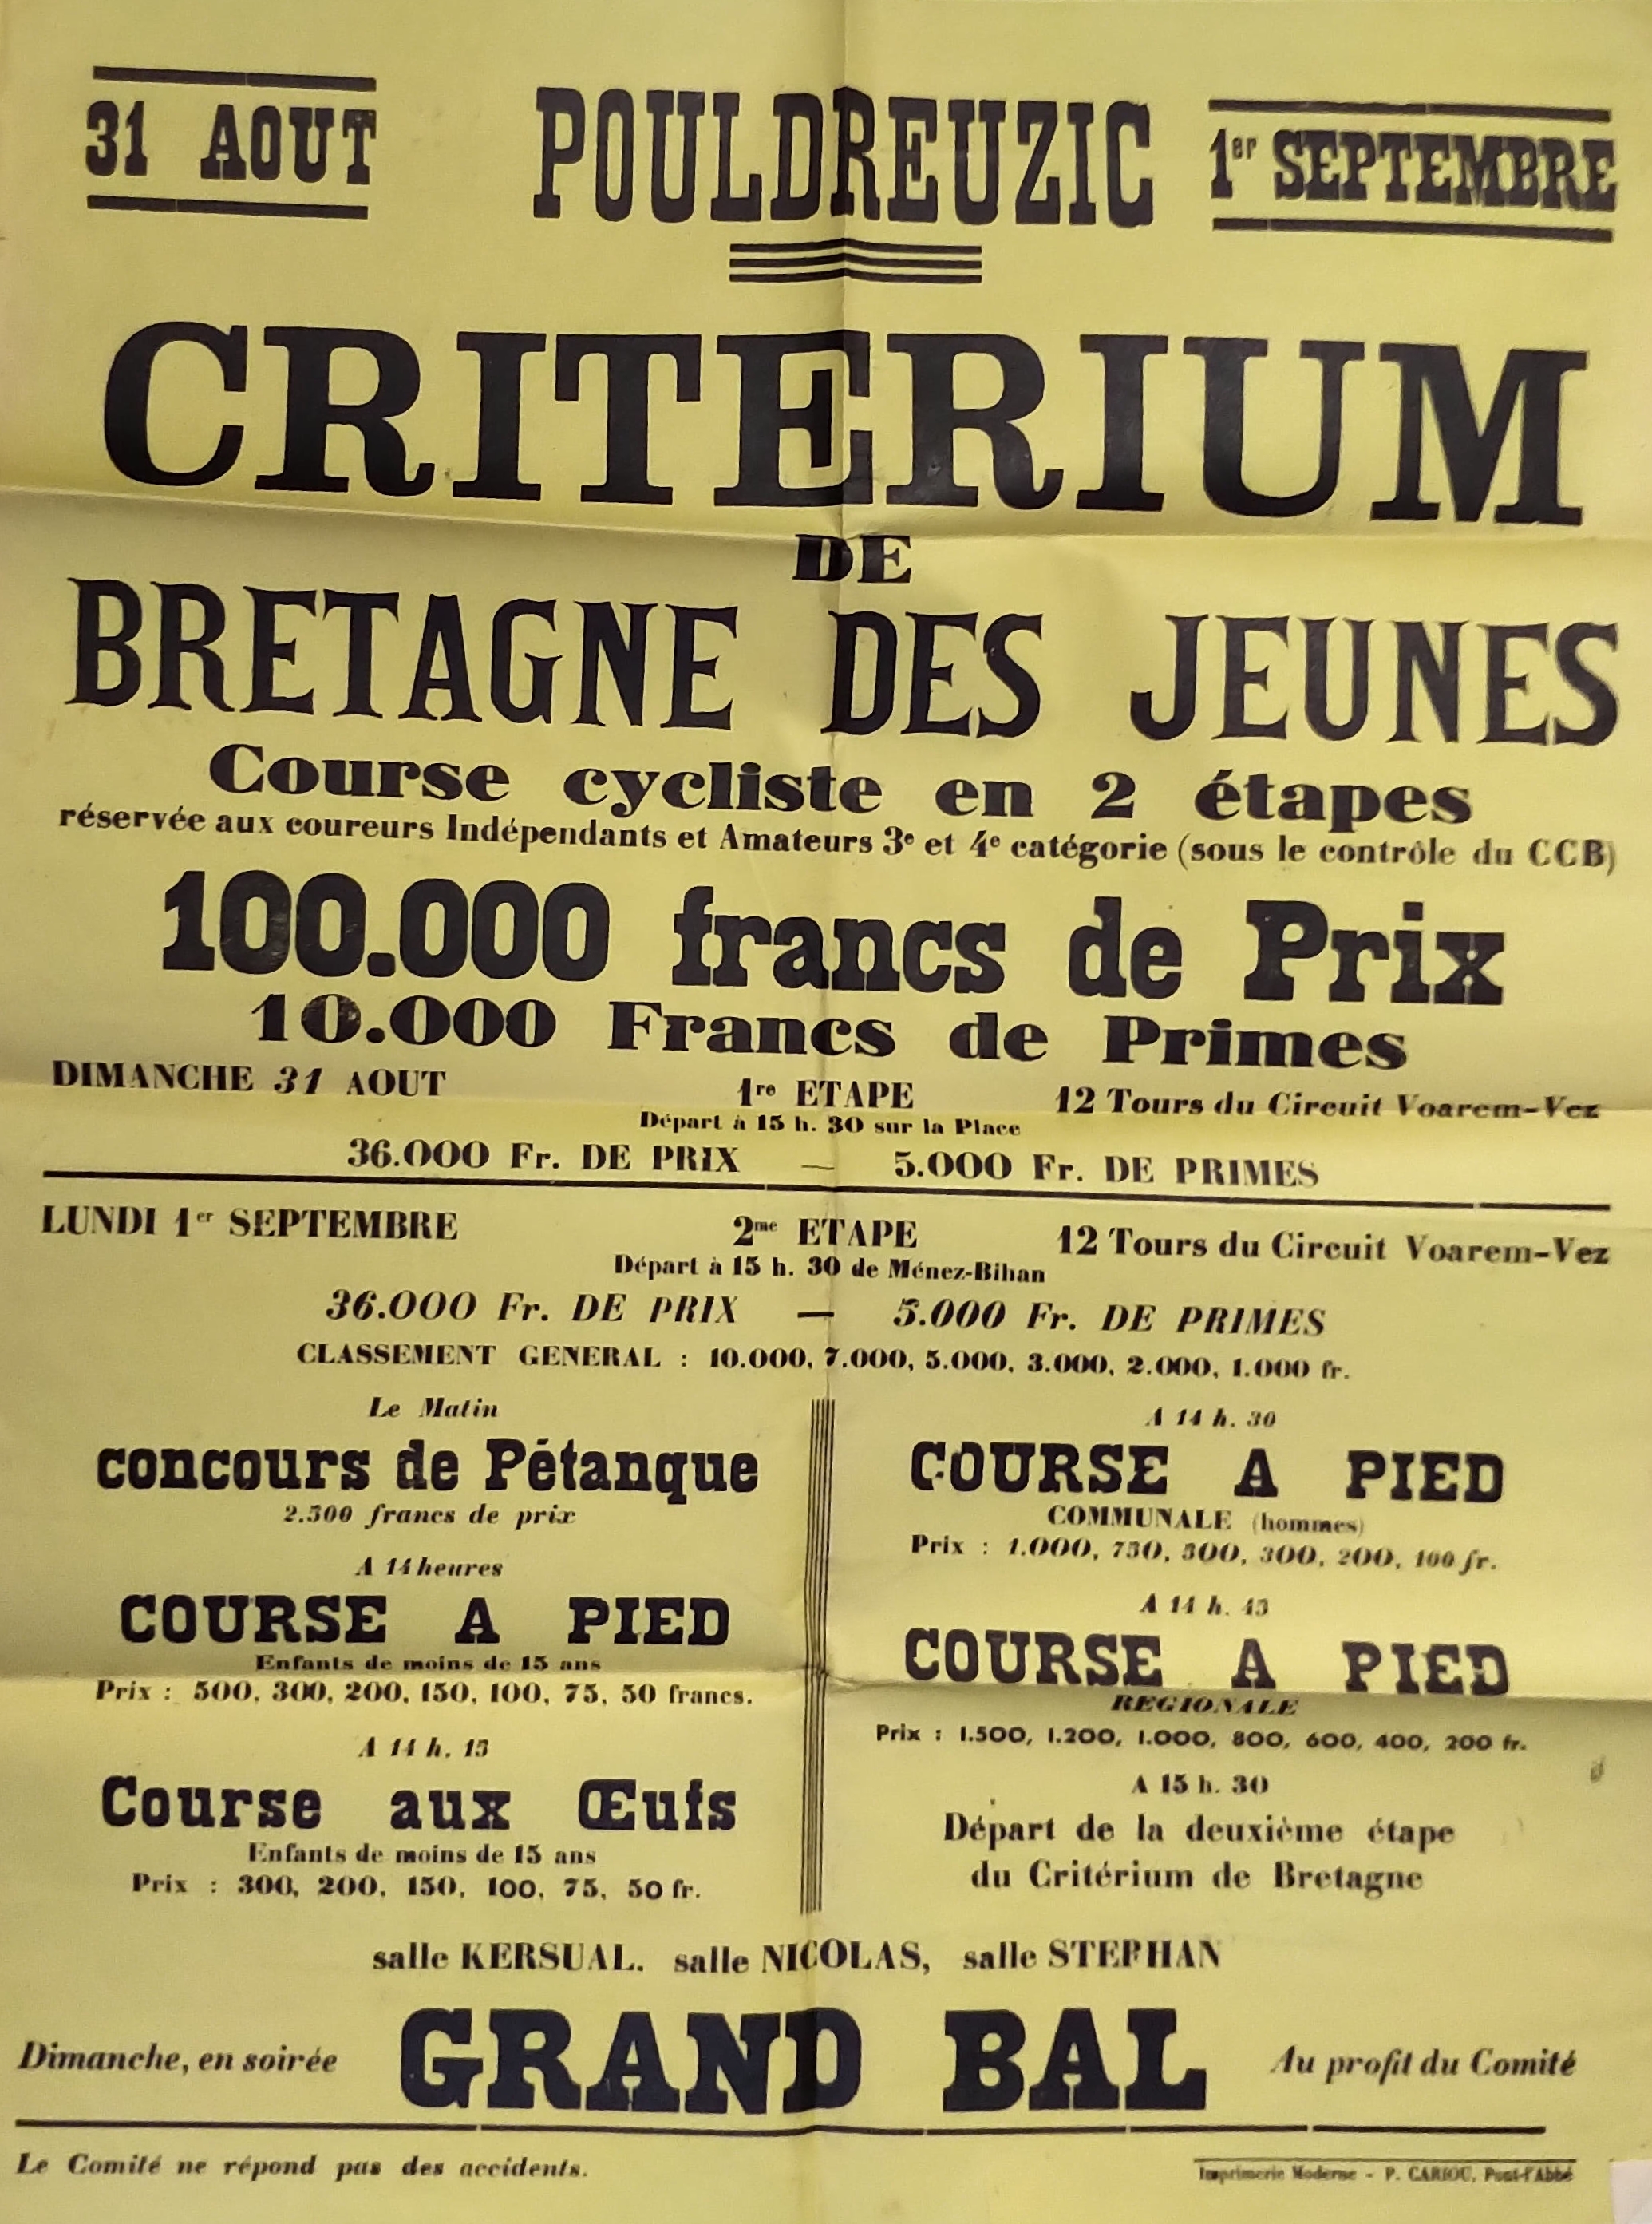 31 AOUT POULDREUZIC 1er SEPTEMBRE
CRITERIUM
DE
BRETAGNE DES JEUNES
Course cycliste en 2 étapes
réservée aux coureurs Indépendants et Amateurs 3e et 4e catégorie (sous le contrôle du CCB)
100.000 francs de Prix
10.000 Francs de Primes
DIMANCHE 31 AOUT 1re ETAPE 12 Tours du Circuit Voarem-Vez
Départ à 15 h. 30 sur la Place
36.000 Fr. DE PRIX — 5.000 Fr. DE PRIMES
LUNDI 1er SEPTEMBRE 2me ETAPE 12 Tours du Circuit Voarem-Vez
Départ à 15 h. 30 de Ménez-Bihan
36.000 Fr. DE PRIX — 5.000 Fr. DE PRIMES
CLASSEMENT GENERAL : 10.000, 7.000, 5.000, 3.000, 2.000, 1.000 fr.
Le Matin
concours de Pétanque
2.500 francs de prix
A 14 heures
COURSE A PIED
Enfants de moins de 15 ans
Prix : 500, 300, 200, 150, 100, 75, 50 francs.
A 14 h. 15
Course aux Œufs
Enfants de moins de 15 ans
Prix : 300, 200, 150, 100, 75, 50 fr.
A 14 h. 30
COURSE A PIED
COMMUNALE (hommes)
Prix : 1.000, 750, 500, 300, 200, 100 fr.
A 14 h. 45
COURSE A PIED
REGIONALE
Prix : 1.500, 1.200, 1.000, 800, 600, 400, 200 fr.
A 15 h. 30
Départ de la deuxième étape
du Critérium de Bretagne
salle KERSUAL. salle NICOLAS, salle STEPHAN
Dimanche, en soirée GRAND BAL Au profit du Comité
Le Comité ne répond pas des accidents.
Imprimerie Moderne - P. CARIOU, Pont-l'Abbé